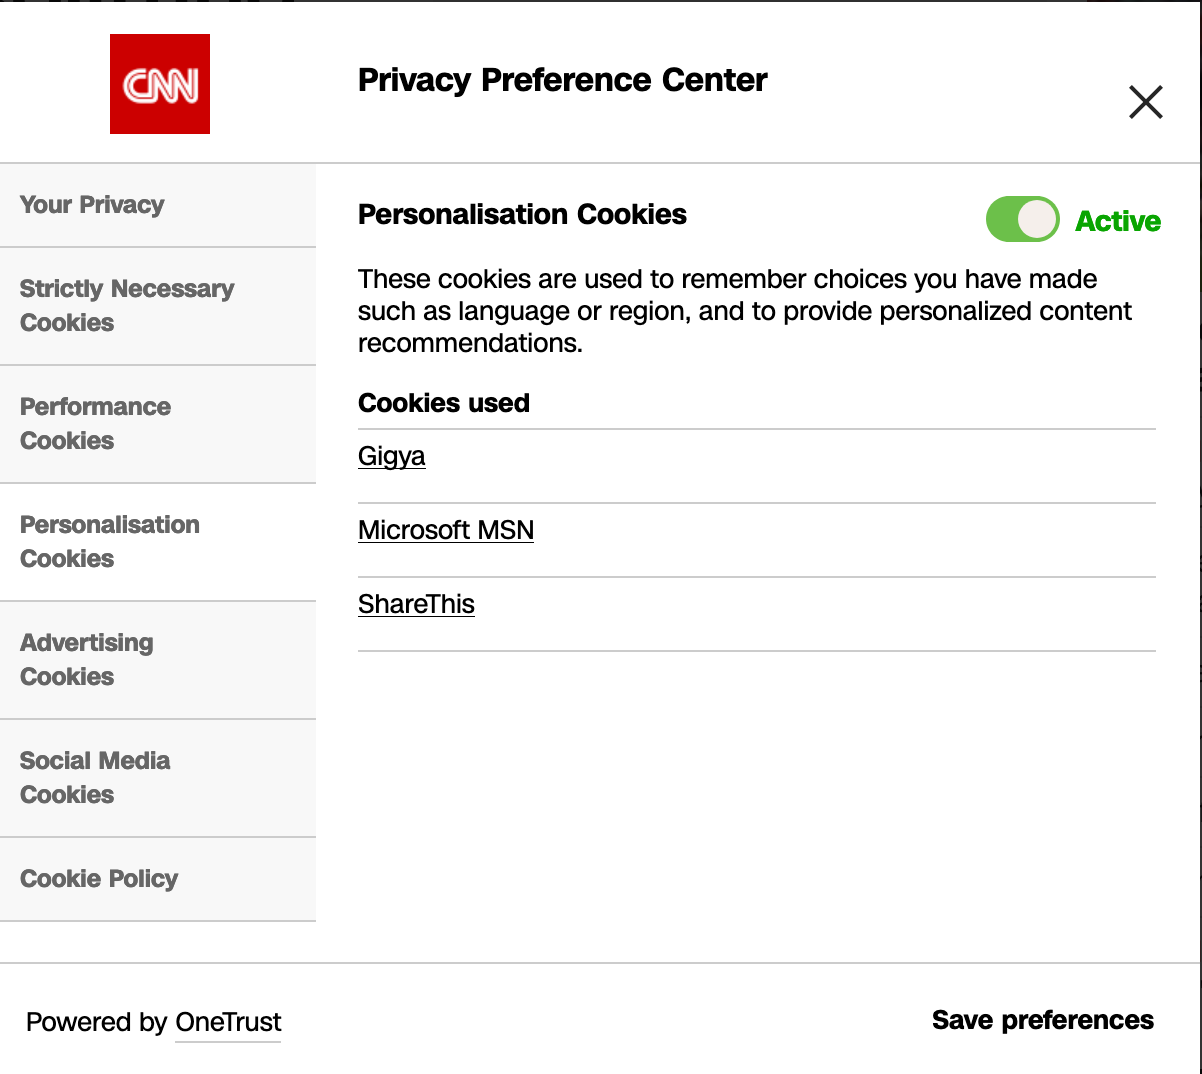 CNN
Privacy Preference Center
Your Privacy
Strictly Necessary
Cookies
Performance
Cookies
Personalisation
Cookies
Advertising
Cookies
Social Media
Cookies
Cookie Policy
Personalisation Cookies
Active
These cookies are used to remember choices you have made
such as language or region, and to provide personalized content
recommendations.
Cookies used
Gigya
Microsoft MSN
ShareThis
Powered by OneTrust
Save preferences